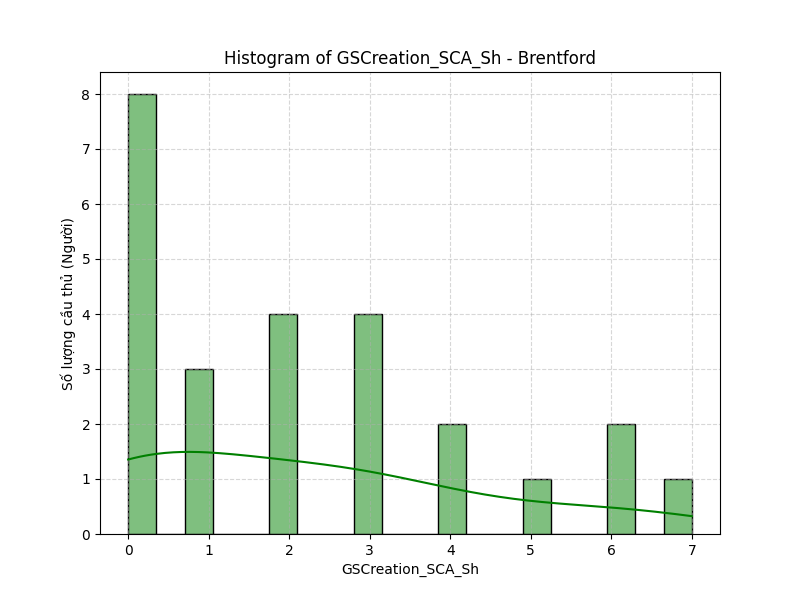 Histogram of GSCreation_SCA_Sh - Brentford
Số lượng cầu thủ (Người)
8
7
6
5
4
3
2
1
0
0 1 2 3 4 5 6 7
GSCreation_SCA_Sh